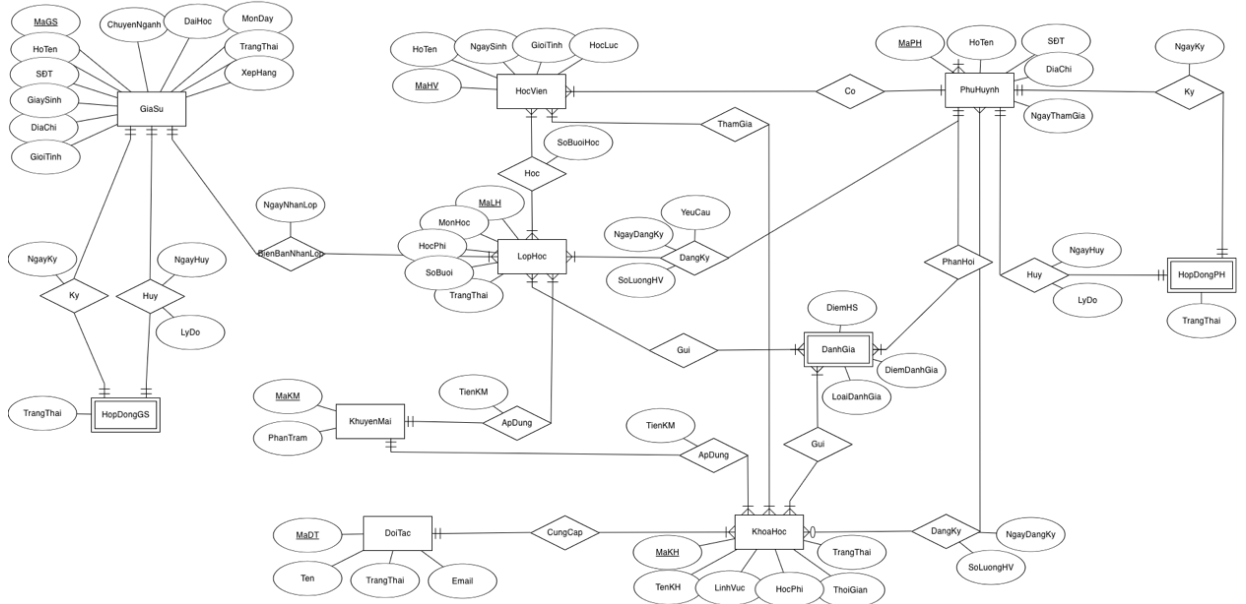 MaGS
HoTen
SĐT
GiaySinh
DiaChi
GioiTinh
ChuyenNganh
DaiHoc
MonDay
TrangThai
XepHang
GiaSu
HoTen
NgaySinh
GioiTinh
HocLuc
MaHV
HocVien
Co
MaPH
HoTen
SĐT
DiaChi
NgayThamGia
PhuHuynh
NgayKy
Ky
ThamGia
SoBuoiHoc
Hoc
NgayNhanLop
BienBanNhanLop
MaLH
MonHoc
HocPhi
SoBuoi
TrangThai
LopHoc
YeuCau
NgayDangKy
SoLuongHV
DangKy
PhanHoi
NgayHuy
Huy
LyDo
HopDongPH
TrangThai
NgayKy
Ky
NgayHuy
Huy
LyDo
TrangThai
HopDongGS
Gui
DiemHS
DanhGia
DiemDanhGia
LoaiDanhGia
MaKM
PhanTram
KhuyenMai
TienKM
ApDung
TienKM
ApDung
Gui
MaDT
Ten
TrangThai
Email
DoiTac
CungCap
KhoaHoc
MaKH
TenKH
LinhVuc
HocPhi
ThoiGian
TrangThai
DangKy
NgayDangKy
SoLuongHV